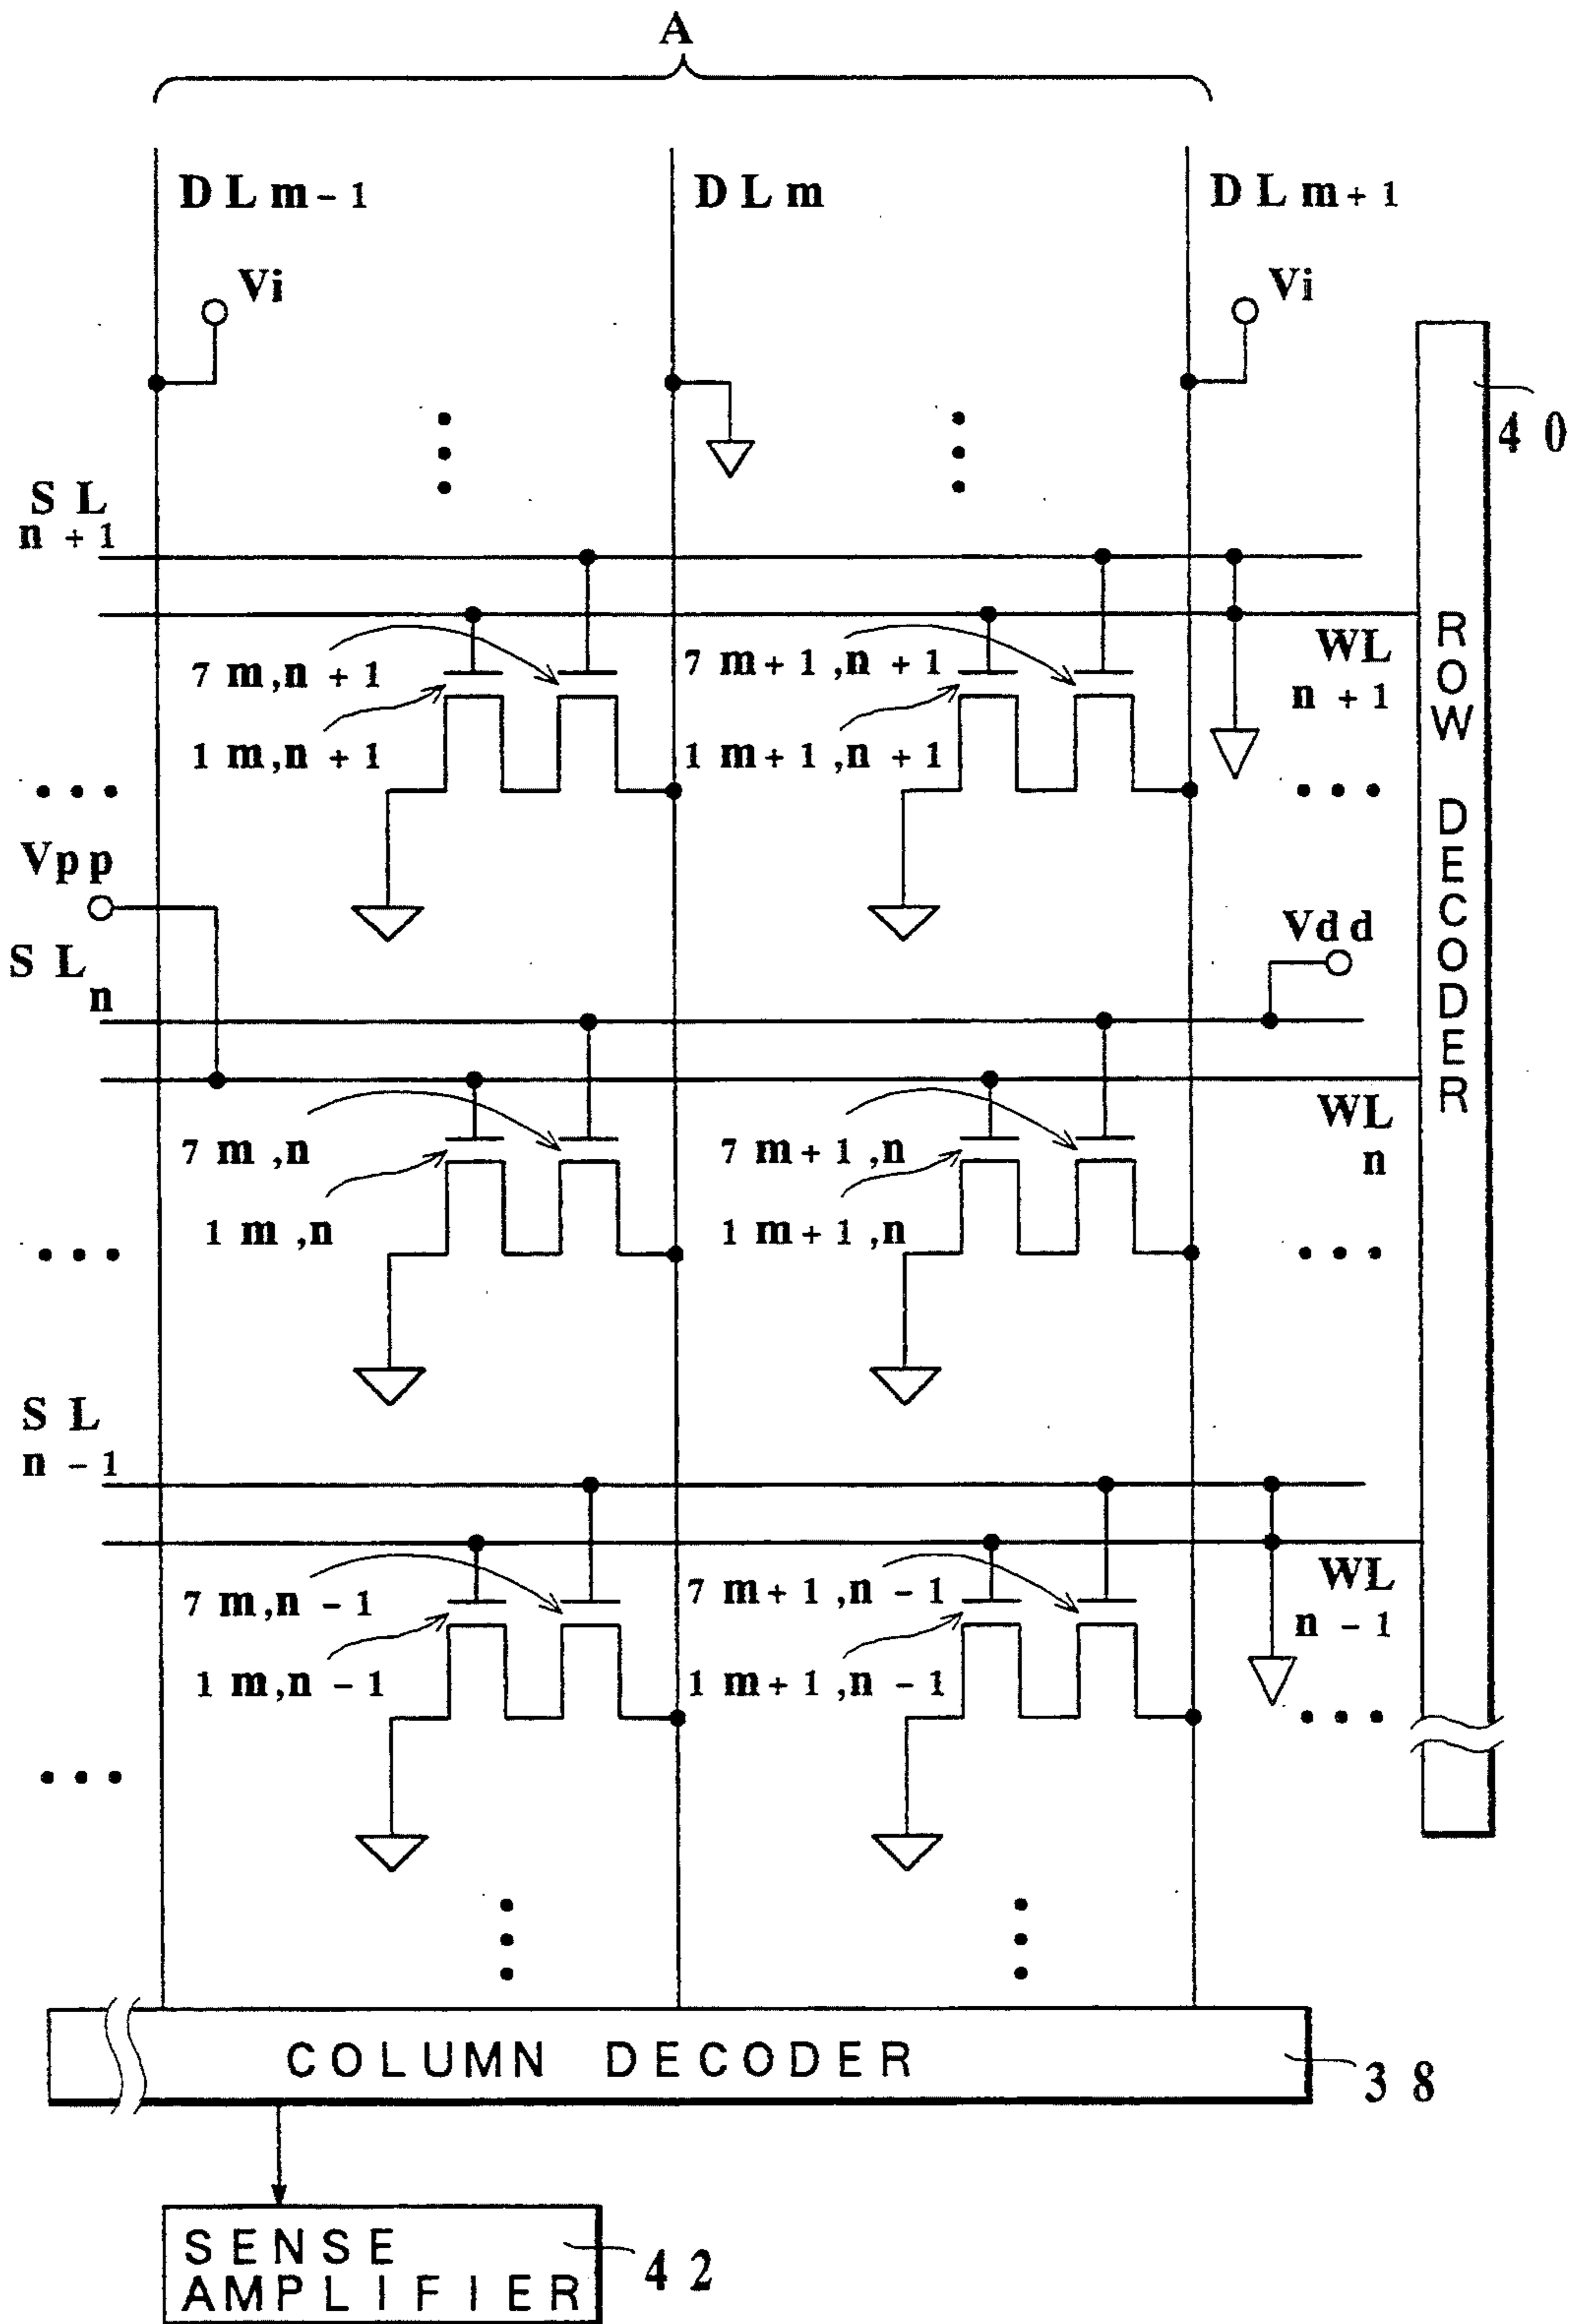 A
DLm-1 DLm DLm+1
Vi Vi
40
SL
n+1
7 m,n+1 7 m+1,n+1 WL
n+1
1 m,n+1 1 m+1,n+1
Vpp
Vdd
SL
n
ROW DECODER
7 m,n 7 m+1,n WL
n
1 m,n 1 m+1,n
SL
n-1
7 m,n-1 7 m+1,n-1 WL
n-1
1 m,n-1 1 m+1,n-1
COLUMN DECODER
38
SENSE
AMPLIFIER
42